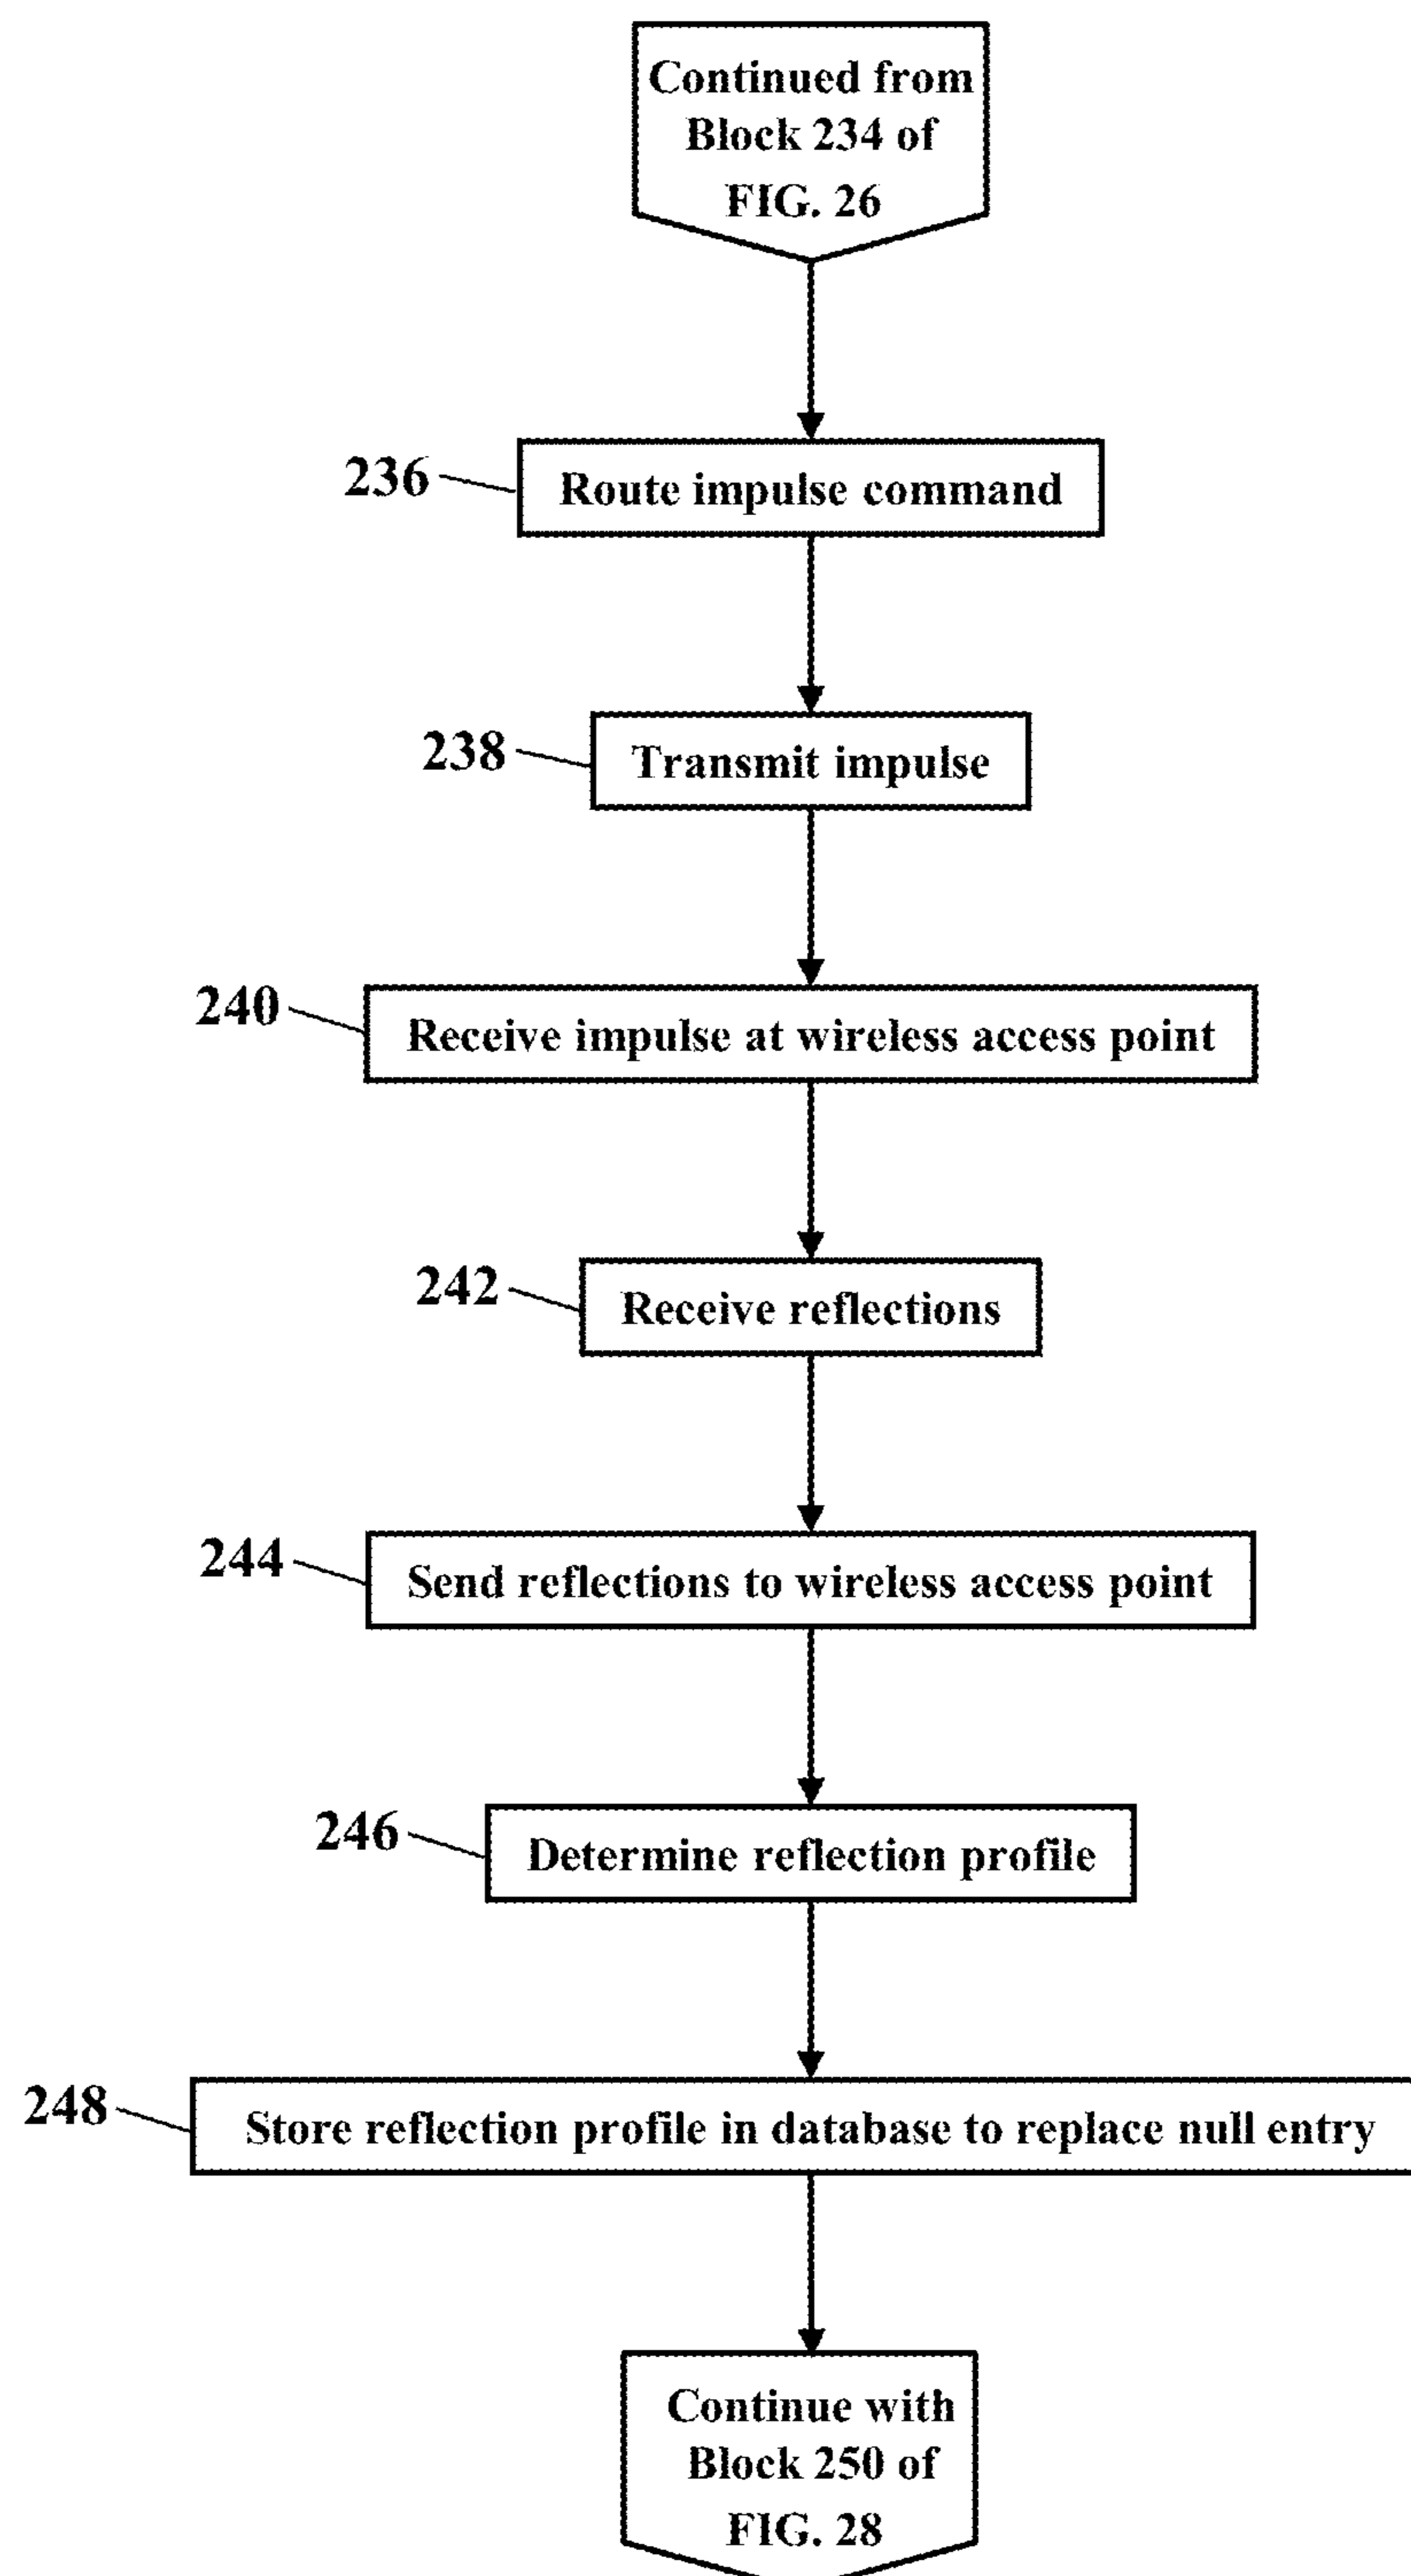 Continued from
Block 234 of
FIG. 26
236
Route impulse command
238
Transmit impulse
240
Receive impulse at wireless access point
242
Receive reflections
244
Send reflections to wireless access point
246
Determine reflection profile
248
Store reflection profile in database to replace null entry
Continue with
Block 250 of
FIG. 28